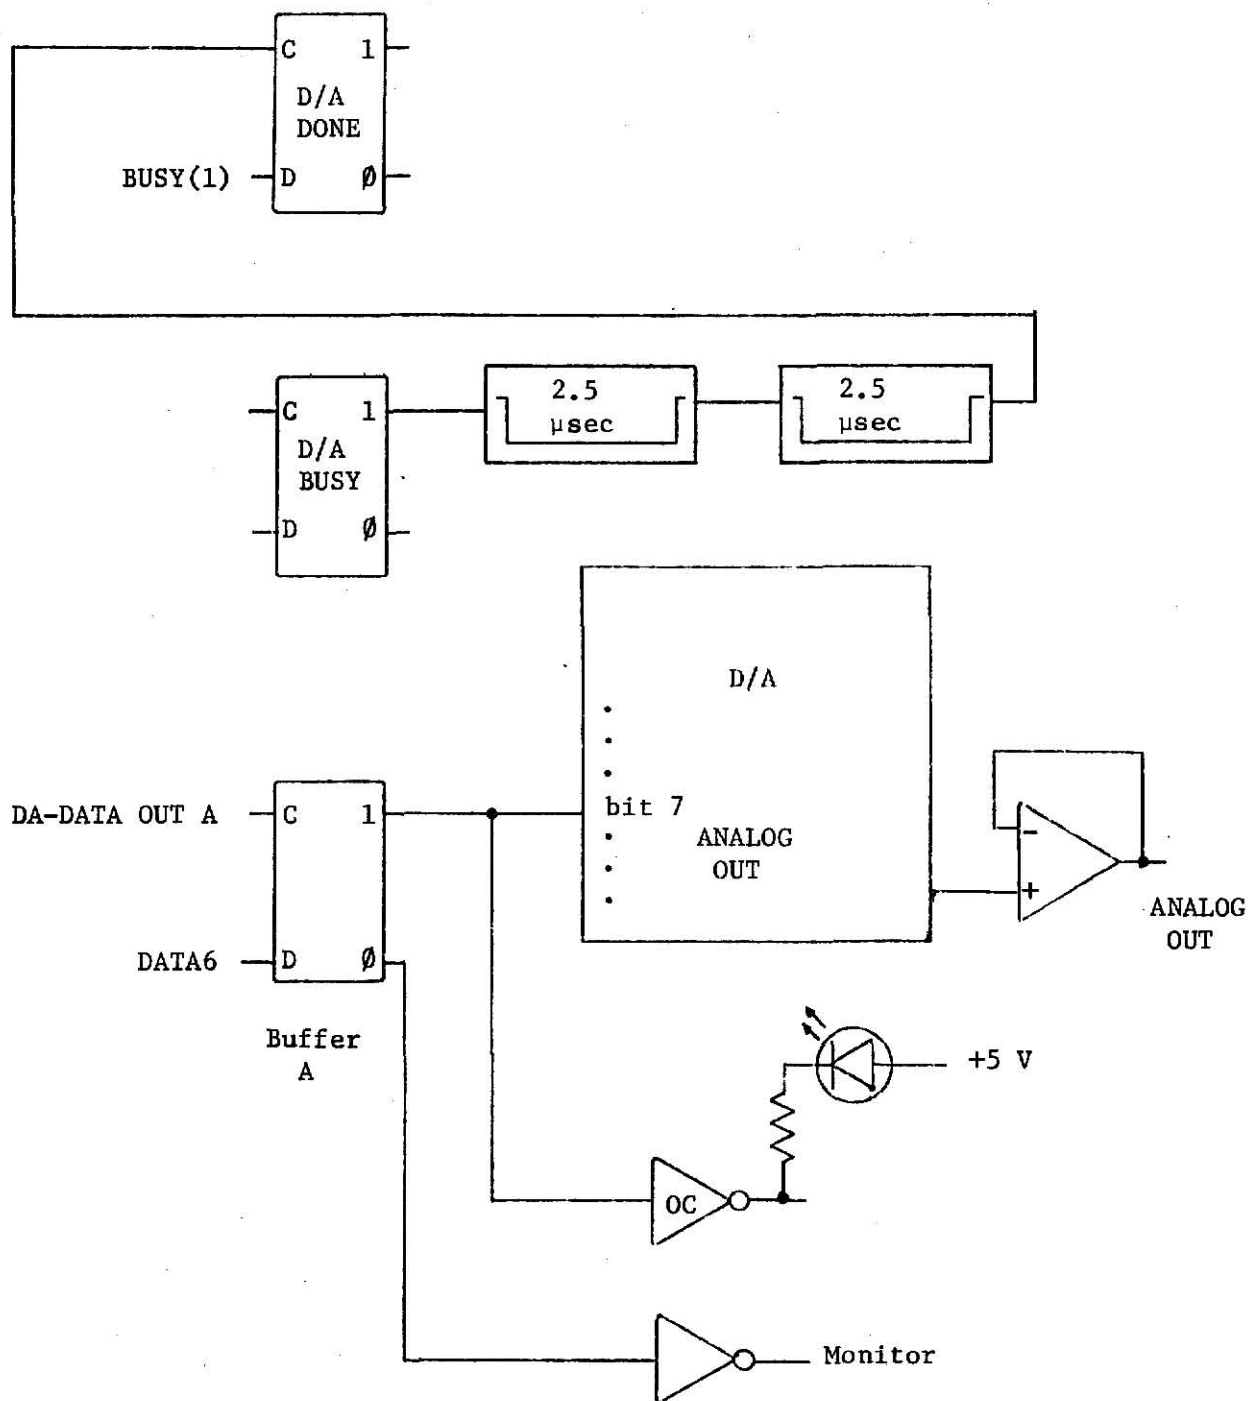 C 1
D/A
DONE
BUSY(1) D Ø
C 1
D/A
BUSY
D Ø
2.5
µsec
2.5
µsec
D/A
bit 7
ANALOG
OUT
DA-DATA OUT A C 1
DATA6 D Ø
Buffer
A
-
+
ANALOG
OUT
+5 V
OC
Monitor